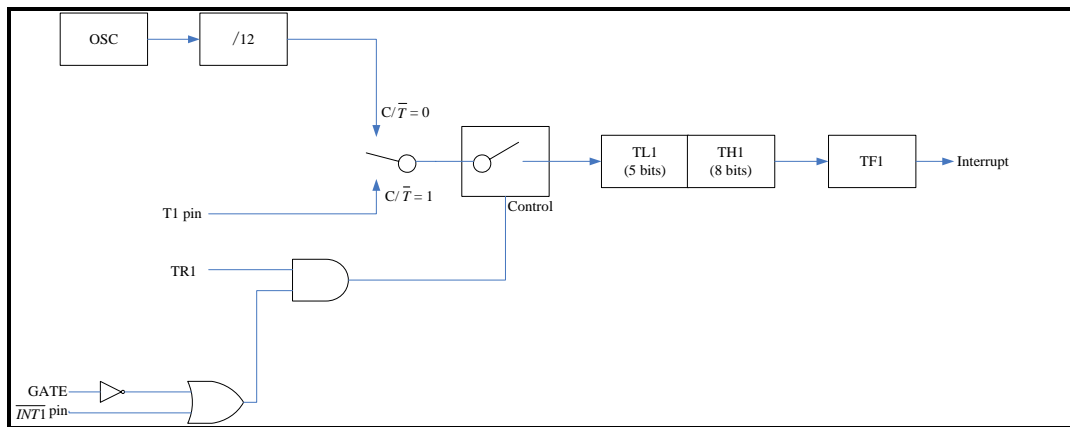 OSC
/12
C/T̅ = 0
TL1
(5 bits)
TH1
(8 bits)
TF1
Interrupt
C/T̅ = 1
T1 pin
Control
TR1
GATE
I̅N̅T̅1̅ pin